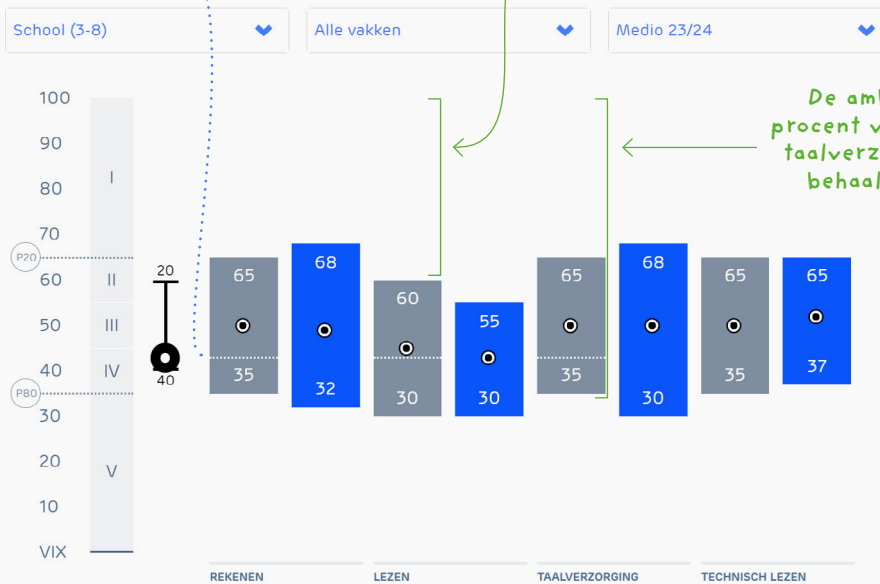 School (3-8)
Alle vakken
Medio 23/24
De
procent
behaal
100
90
80
70
60
50
40
30
20
10
VIX
P20
P80
I
II
III
IV
V
20
40
65
35
68
32
60
30
55
30
65
35
68
30
65
35
65
37
REKENEN
LEZEN
TAALVERZORGING
TECHNISCH LEZEN